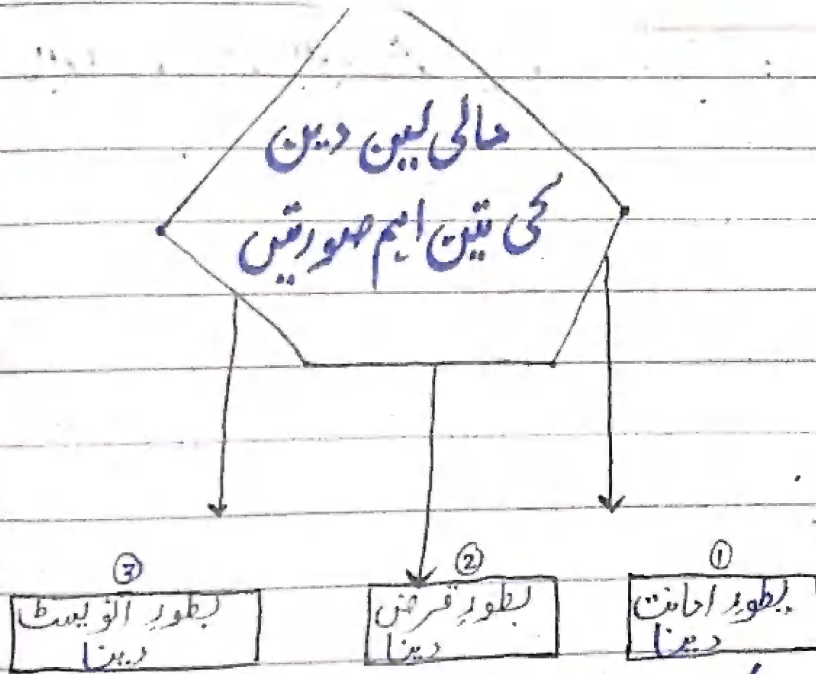 مالی لین دین
کی تین اہم صورتیں
①
بطورِ امانت
دینا
②
بطورِ قرض
دینا
③
بطورِ انویسٹ
دینا